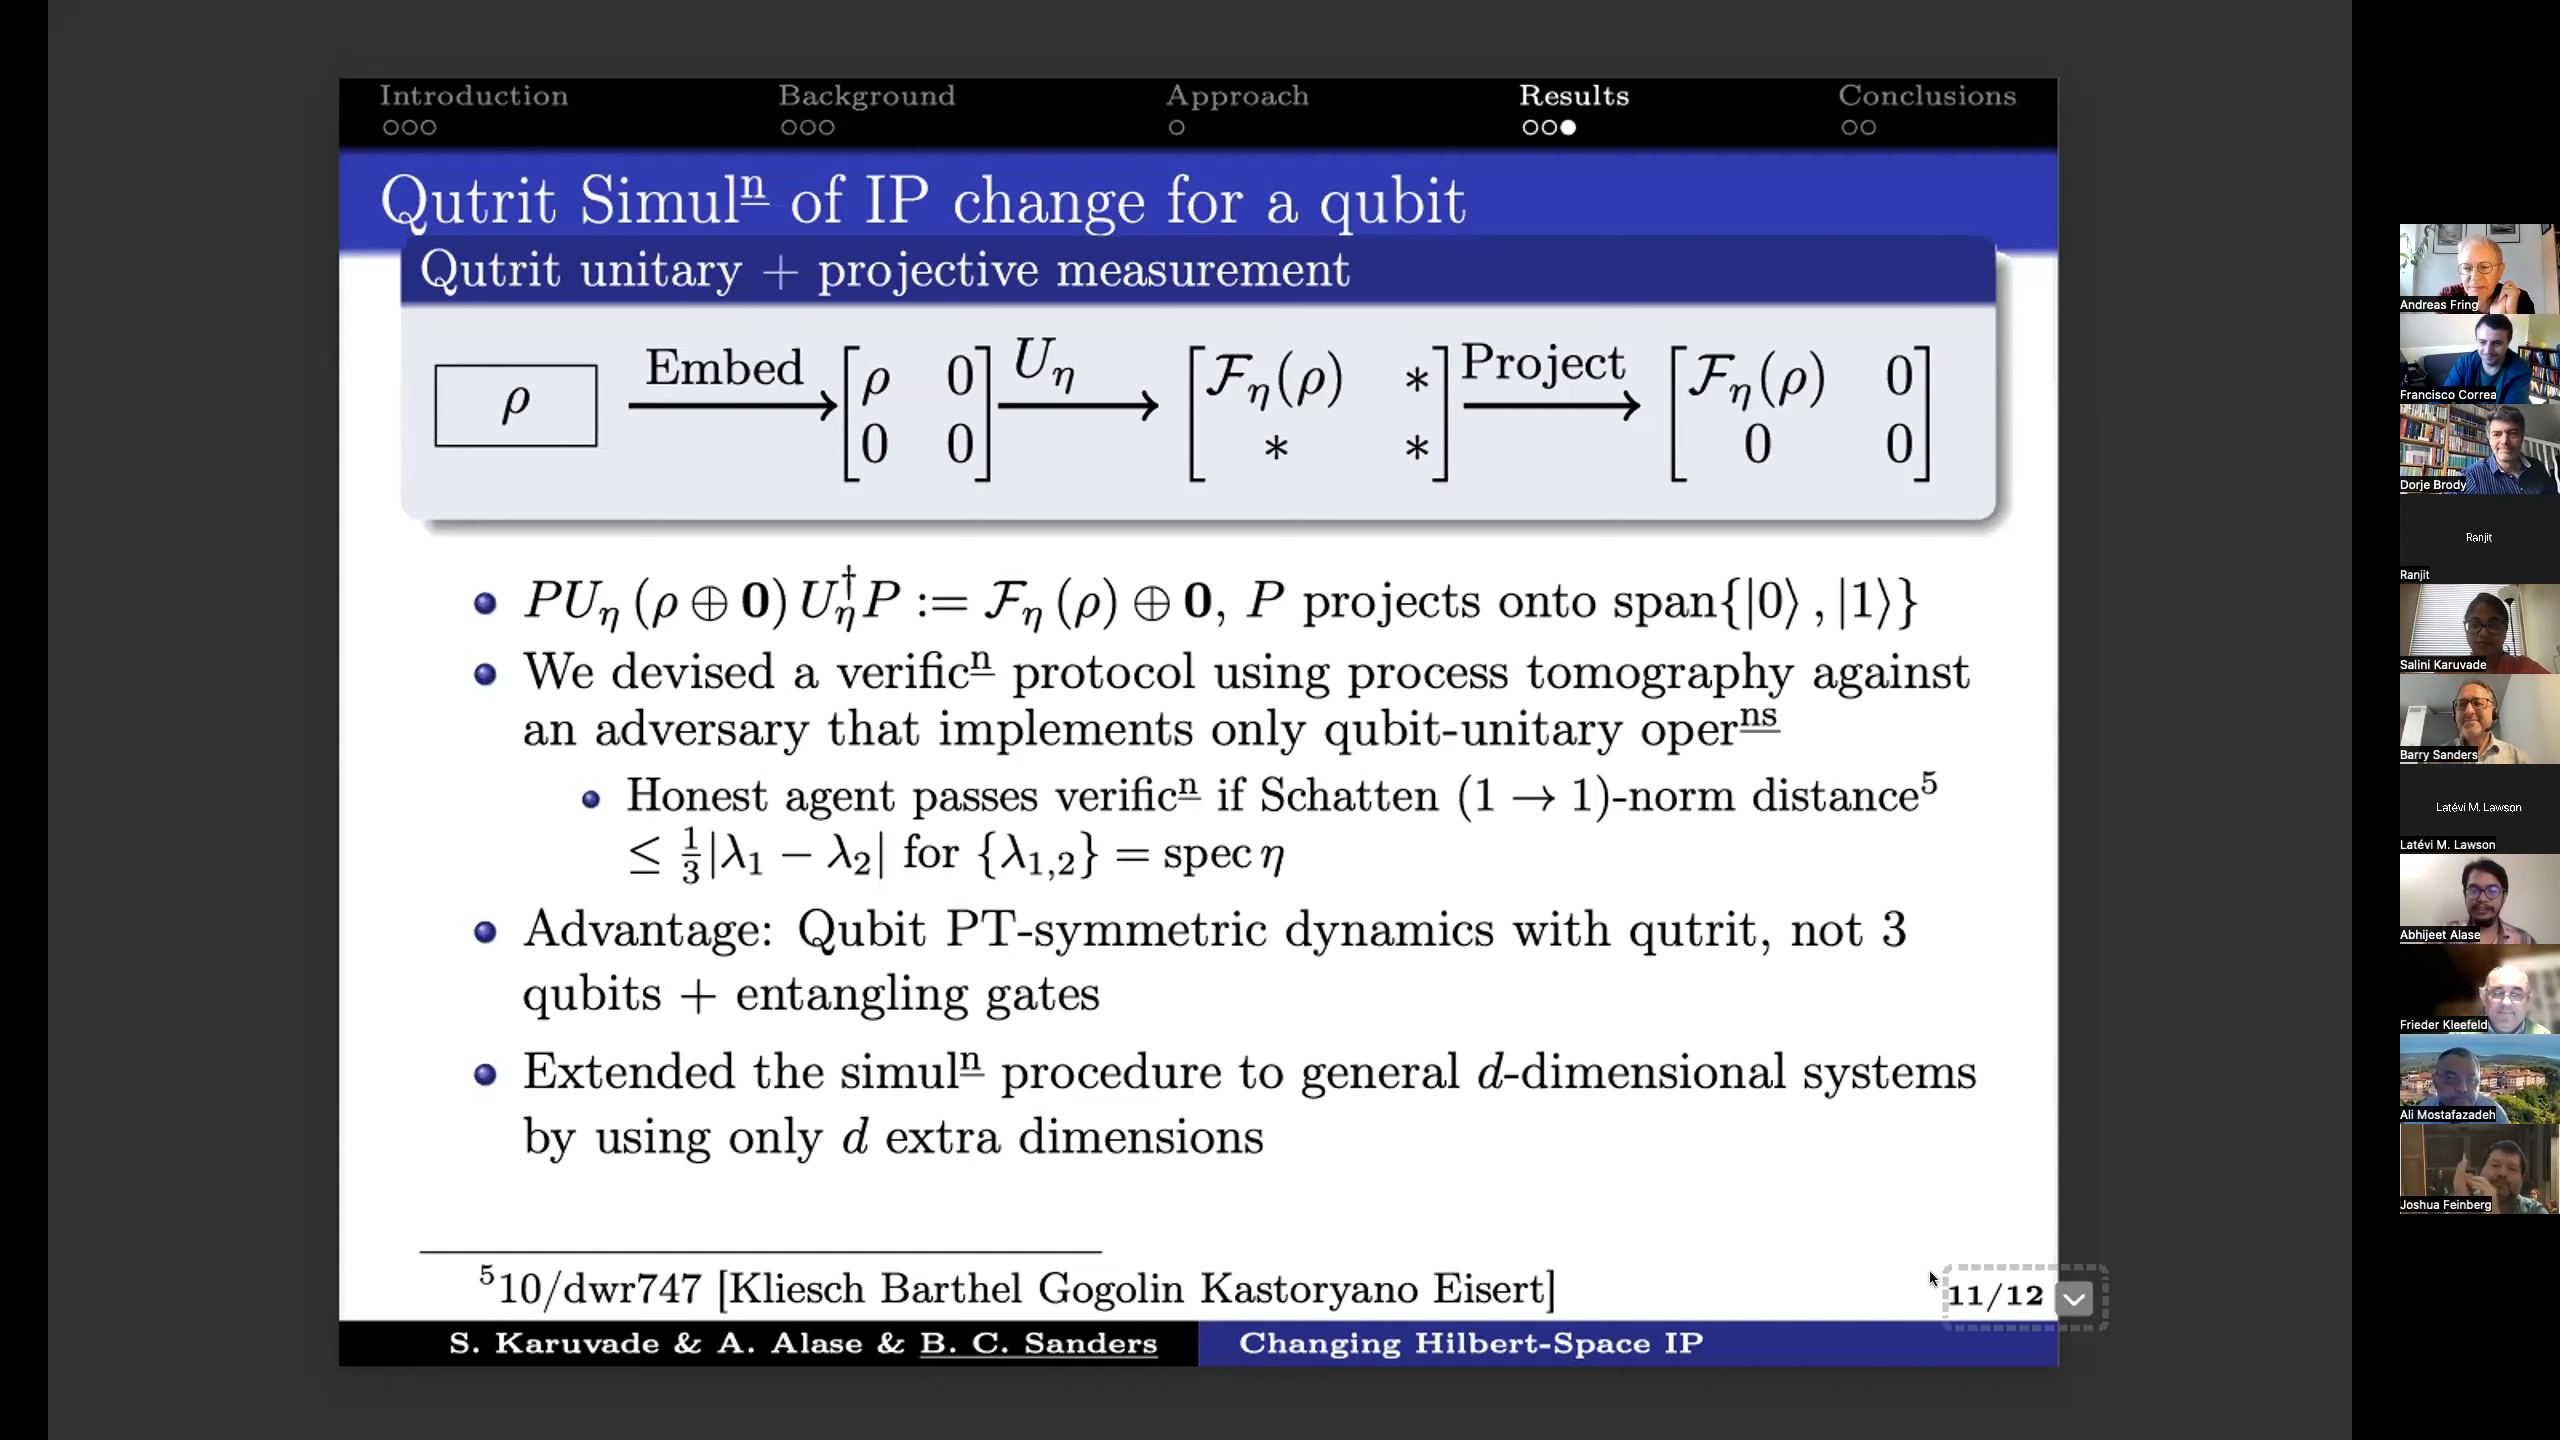 Introduction Background Approach Results Conclusions
Qutrit Simulⁿ of IP change for a qubit
Qutrit unitary + projective measurement
ρ Embed [ρ 0; 0 0] U_η [𝓕_η(ρ) *; * *] Project [𝓕_η(ρ) 0; 0 0]
PU_η (ρ ⊕ 𝟎) U_η† P := 𝓕_η (ρ) ⊕ 𝟎, P projects onto span{|0⟩, |1⟩}
We devised a verificⁿ protocol using process tomography against
an adversary that implements only qubit-unitary operⁿˢ
Honest agent passes verificⁿ if Schatten (1 → 1)-norm distance⁵
≤ ⅓|λ₁ − λ₂| for {λ₁,₂} = spec η
Advantage: Qubit PT-symmetric dynamics with qutrit, not 3
qubits + entangling gates
Extended the simulⁿ procedure to general d-dimensional systems
by using only d extra dimensions
⁵10/dwr747 [Kliesch Barthel Gogolin Kastoryano Eisert]
11/12
S. Karuvade & A. Alase & B. C. Sanders Changing Hilbert-Space IP
Andreas Fring
Francisco Correa
Dorje Brody
Ranjit
Ranjit
Salini Karuvade
Barry Sanders
Latévi M. Lawson
Latévi M. Lawson
Abhijeet Alase
Frieder Kleefeld
Ali Mostafazadeh
Joshua Feinberg